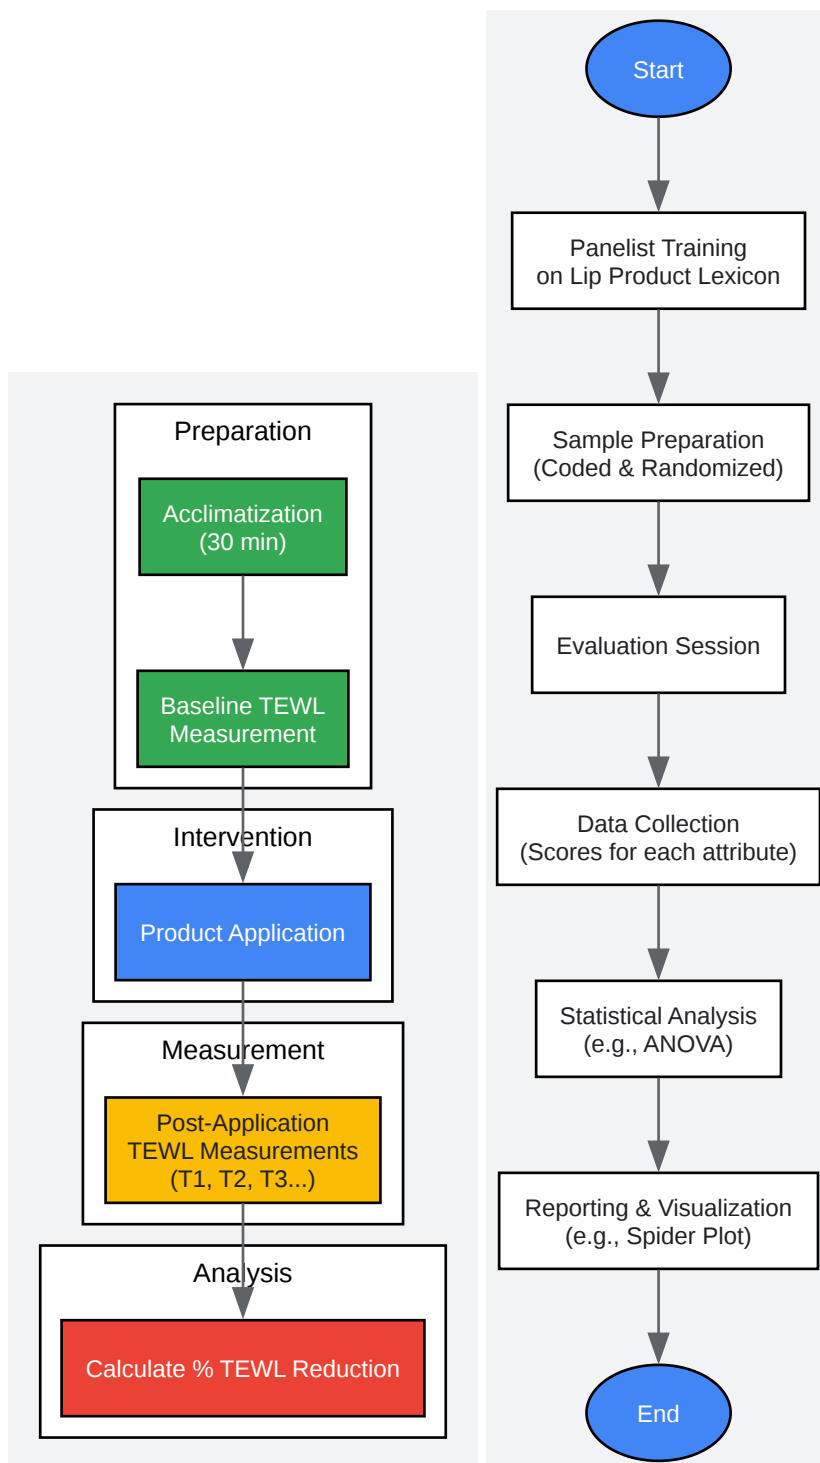 Preparation
Acclimatization
(30 min)
Baseline TEWL
Measurement
Intervention
Product Application
Measurement
Post-Application
TEWL Measurements
(T1, T2, T3...)
Analysis
Calculate % TEWL Reduction
Start
Panelist Training
on Lip Product Lexicon
Sample Preparation
(Coded & Randomized)
Evaluation Session
Data Collection
(Scores for each attribute)
Statistical Analysis
(e.g., ANOVA)
Reporting & Visualization
(e.g., Spider Plot)
End